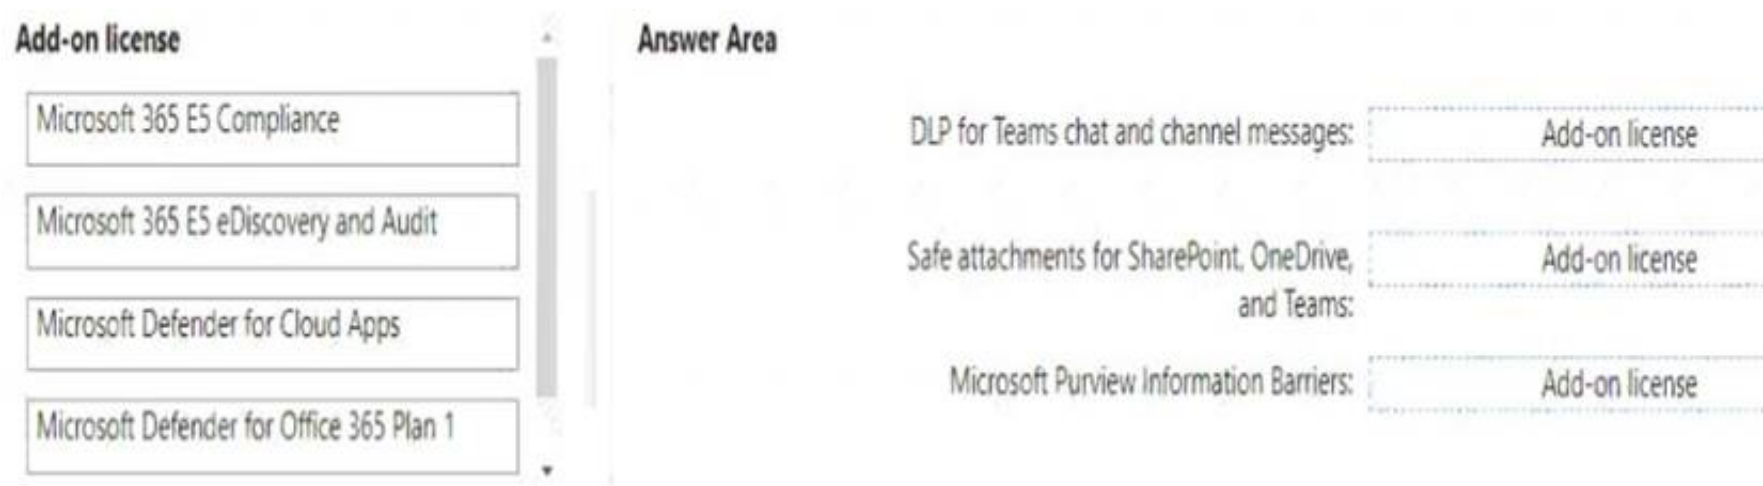 Add-on license
Microsoft 365 E5 Compliance
Microsoft 365 E5 eDiscovery and Audit
Microsoft Defender for Cloud Apps
Microsoft Defender for Office 365 Plan 1
Answer Area
DLP for Teams chat and channel messages:
Add-on license
Safe attachments for SharePoint, OneDrive,
and Teams:
Add-on license
Microsoft Purview Information Barriers:
Add-on license